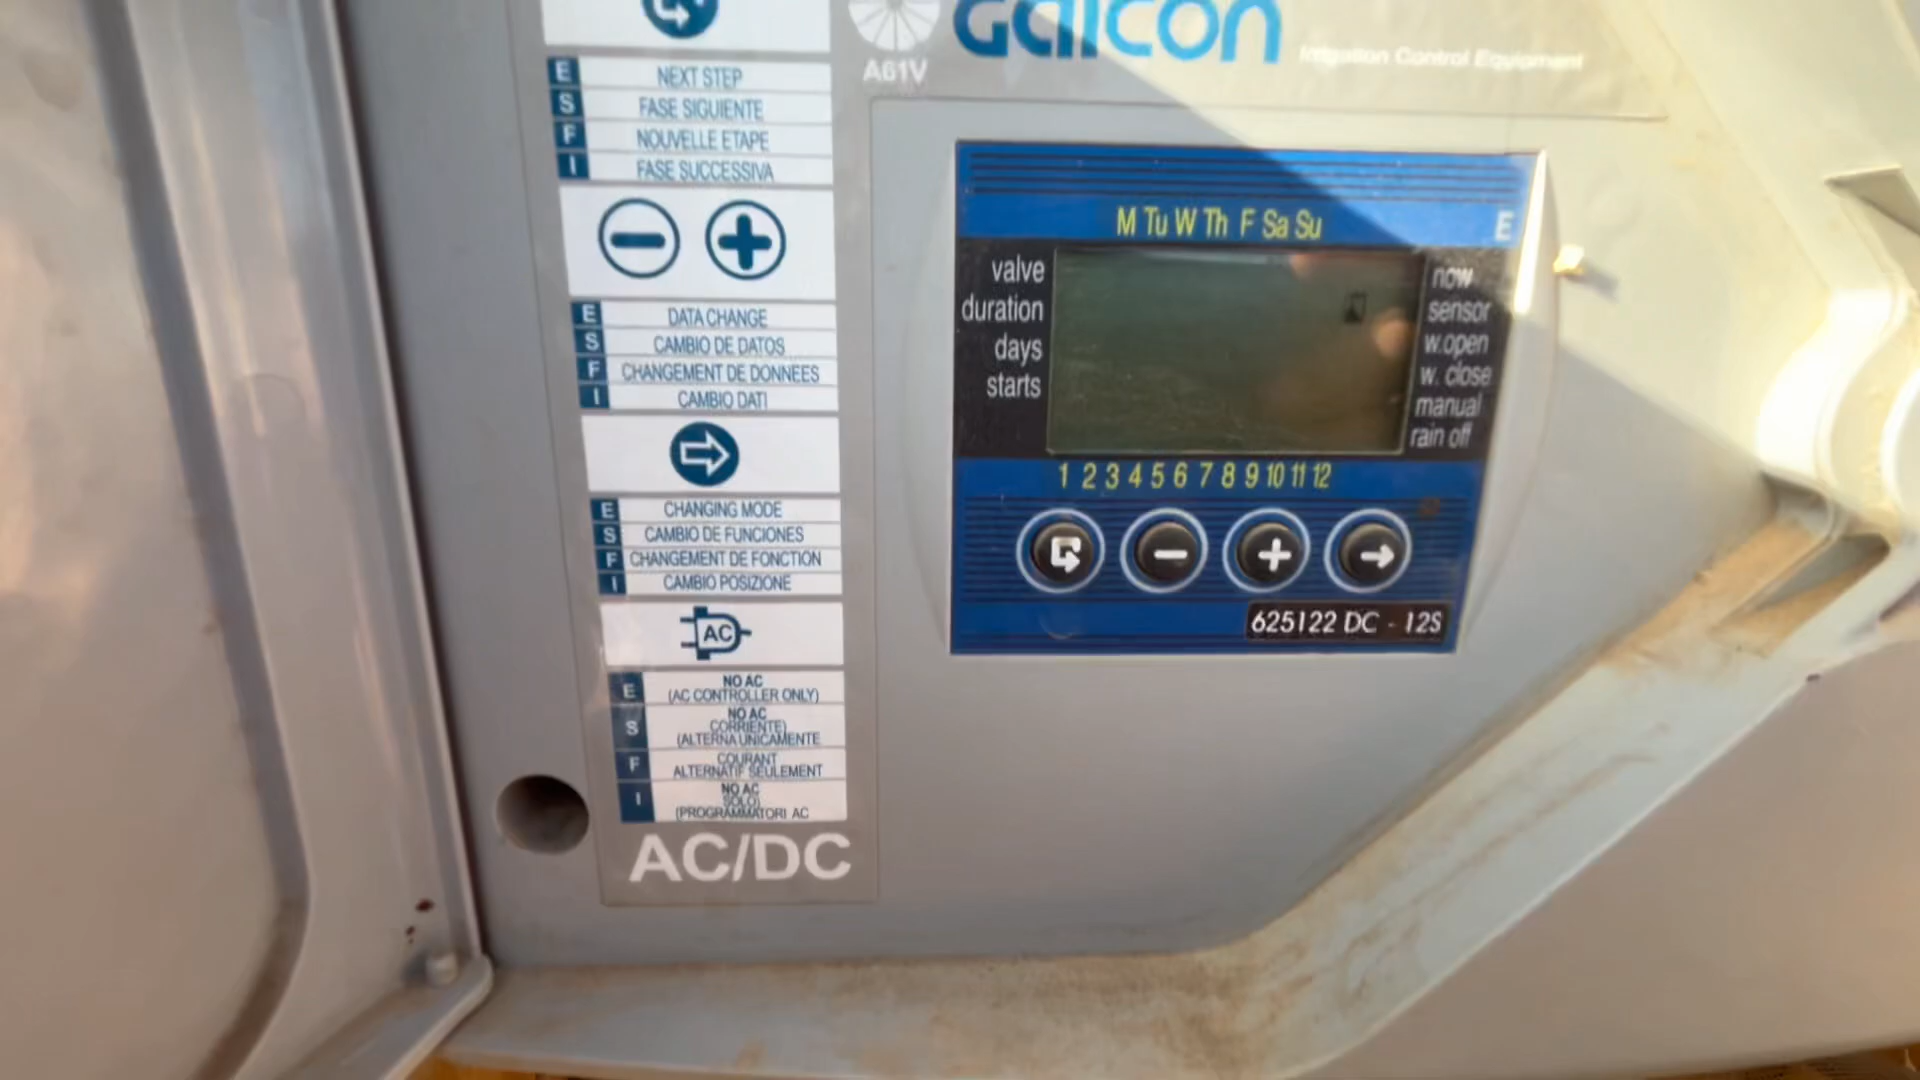 Galcon
Irrigation Control Equipment
A61V
E NEXT STEP
S FASE SIGUIENTE
F NOUVELLE ETAPE
I FASE SUCCESSIVA
E DATA CHANGE
S CAMBIO DE DATOS
F CHANGEMENT DE DONNEES
I CAMBIO DATI
E CHANGING MODE
S CAMBIO DE FUNCIONES
F CHANGEMENT DE FONCTION
I CAMBIO POSIZIONE
AC
E NO AC
(AC CONTROLLER ONLY)
S NO AC
CORRIENTE)
(ALTERNA UNICAMENTE
F COURANT
ALTERNATIF SEULEMENT
I NO AC
SOLO)
(PROGRAMMATORI AC
AC/DC
M Tu W Th F Sa Su
E
valve
duration
days
starts
now
sensor
w.open
w. close
manual
rain off
1 2 3 4 5 6 7 8 9 10 11 12
625122 DC - 12S